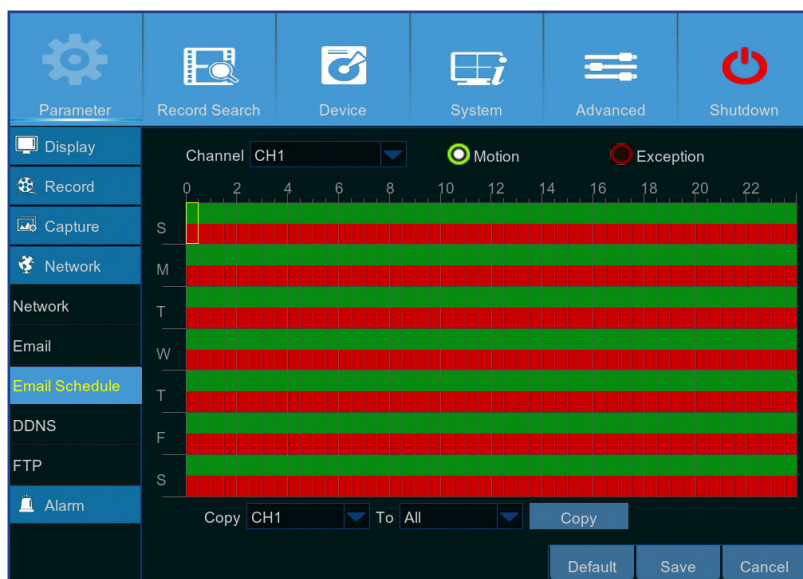 Parameter Record Search Device System Advanced Shutdown
Display
Record
Capture
Network
Network
Email
Email Schedule
DDNS
FTP
Alarm
Channel CH1 Motion Exception
0 2 4 6 8 10 12 14 16 18 20 22
S
M
T
W
T
F
S
Copy CH1 To All Copy
Default Save Cancel